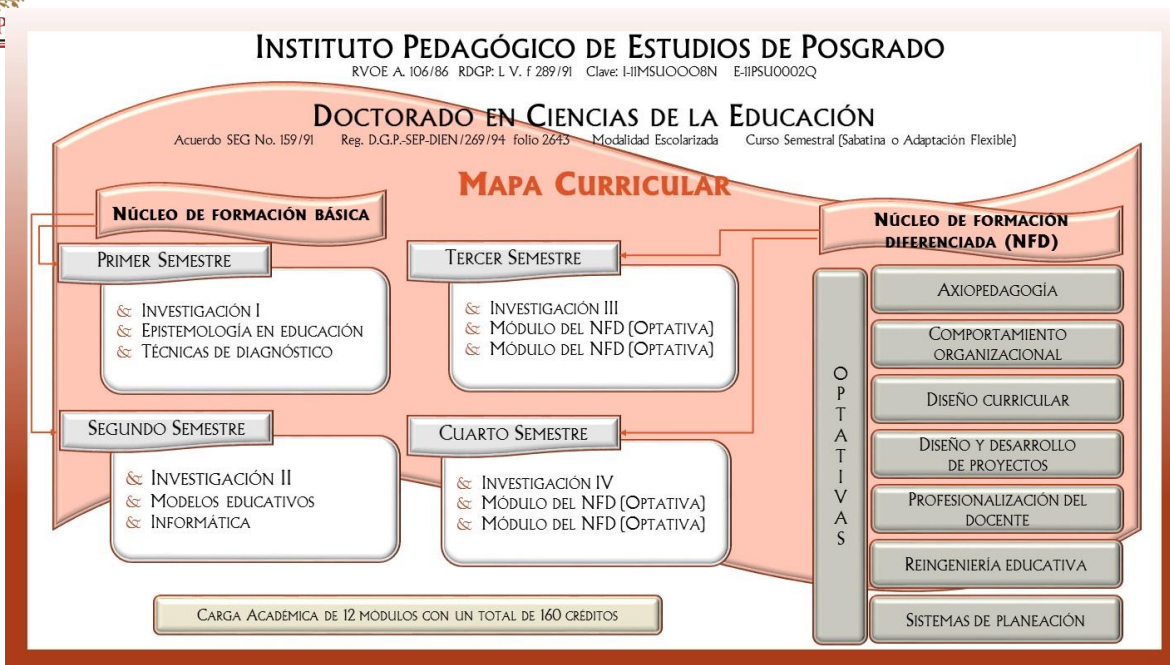 P
INSTITUTO PEDAGÓGICO DE ESTUDIOS DE POSGRADO
RVOE A. 106/86 RDGP: L V. f 289/91 Clave: I-11MSU0008N E-11PSU0002Q
DOCTORADO EN CIENCIAS DE LA EDUCACIÓN
Acuerdo SEG No. 159/91 Reg. D.G.P.-SEP-DIEN/269/94 folio 2643 Modalidad Escolarizada Curso Semestral (Sabatina o Adaptación Flexible)
MAPA CURRICULAR
NÚCLEO DE FORMACIÓN BÁSICA
PRIMER SEMESTRE
& INVESTIGACIÓN I
& EPISTEMOLOGÍA EN EDUCACIÓN
& TÉCNICAS DE DIAGNÓSTICO
SEGUNDO SEMESTRE
& INVESTIGACIÓN II
& MODELOS EDUCATIVOS
& INFORMÁTICA
TERCER SEMESTRE
& INVESTIGACIÓN III
& MÓDULO DEL NFD (OPTATIVA)
& MÓDULO DEL NFD (OPTATIVA)
CUARTO SEMESTRE
& INVESTIGACIÓN IV
& MÓDULO DEL NFD (OPTATIVA)
& MÓDULO DEL NFD (OPTATIVA)
NÚCLEO DE FORMACIÓN
DIFERENCIADA (NFD)
OPTATIVAS
AXIOPEDAGOGÍA
COMPORTAMIENTO
ORGANIZACIONAL
DISEÑO CURRICULAR
DISEÑO Y DESARROLLO
DE PROYECTOS
PROFESIONALIZACIÓN DEL
DOCENTE
REINGENIERÍA EDUCATIVA
SISTEMAS DE PLANEACIÓN
CARGA ACADÉMICA DE 12 MÓDULOS CON UN TOTAL DE 160 CRÉDITOS